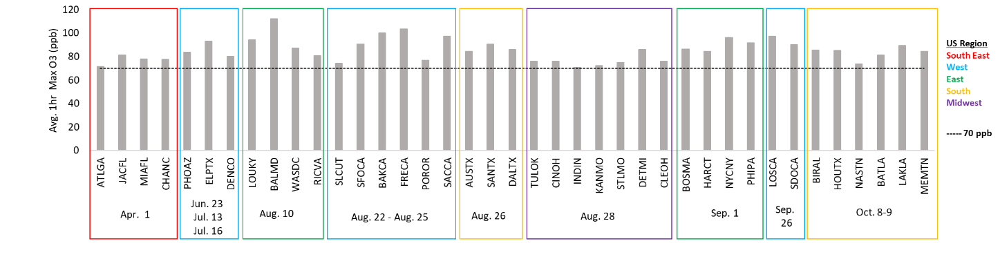 Avg. 1hr Max O3 (ppb)
120
100
80
60
40
20
0
ATLGA
JACFL
MIAFL
CHANC
PHOAZ
ELPTX
DENCO
LOUKY
BALMD
WASDC
RICVA
SLCUT
SFOCA
BAKCA
FRECA
POROR
SACCA
AUSTX
SANTX
DALTX
TULOK
CINOH
INDIN
KANMO
STLMO
DETMI
CLEOH
BOSMA
HARCT
NYCNY
PHIPA
LOSCA
SDOCA
BIRAL
HOUTX
NASTN
BATLA
LAKLA
MEMTN
Apr. 1
Jun. 23
Jul. 13
Jul. 16
Aug. 10
Aug. 22 - Aug. 25
Aug. 26
Aug. 28
Sep. 1
Sep.
26
Oct. 8-9
US Region
South East
West
East
South
Midwest
----- 70 ppb